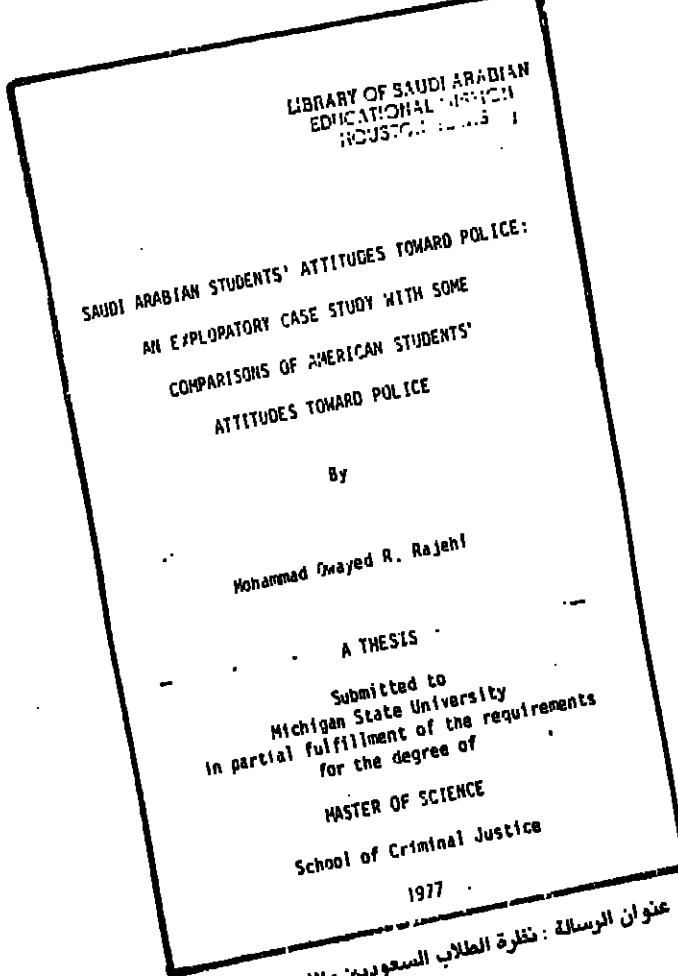 LIBRARY OF SAUDI ARABIAN
EDUCATIONAL
SAUDI ARABIAN STUDENTS' ATTITUDES TOWARD POLICE:
AN EXPLOPATORY CASE STUDY WITH SOME
COMPARISONS OF AMERICAN STUDENTS'
ATTITUDES TOWARD POLICE
By
Mohammad Owayed R. Rajehi
A THESIS
Submitted to
Michigan State University
in partial fulfillment of the requirements
for the degree of
MASTER OF SCIENCE
School of Criminal Justice
1977
عنوان الرسالة : نظرة الطلاب السعوديين